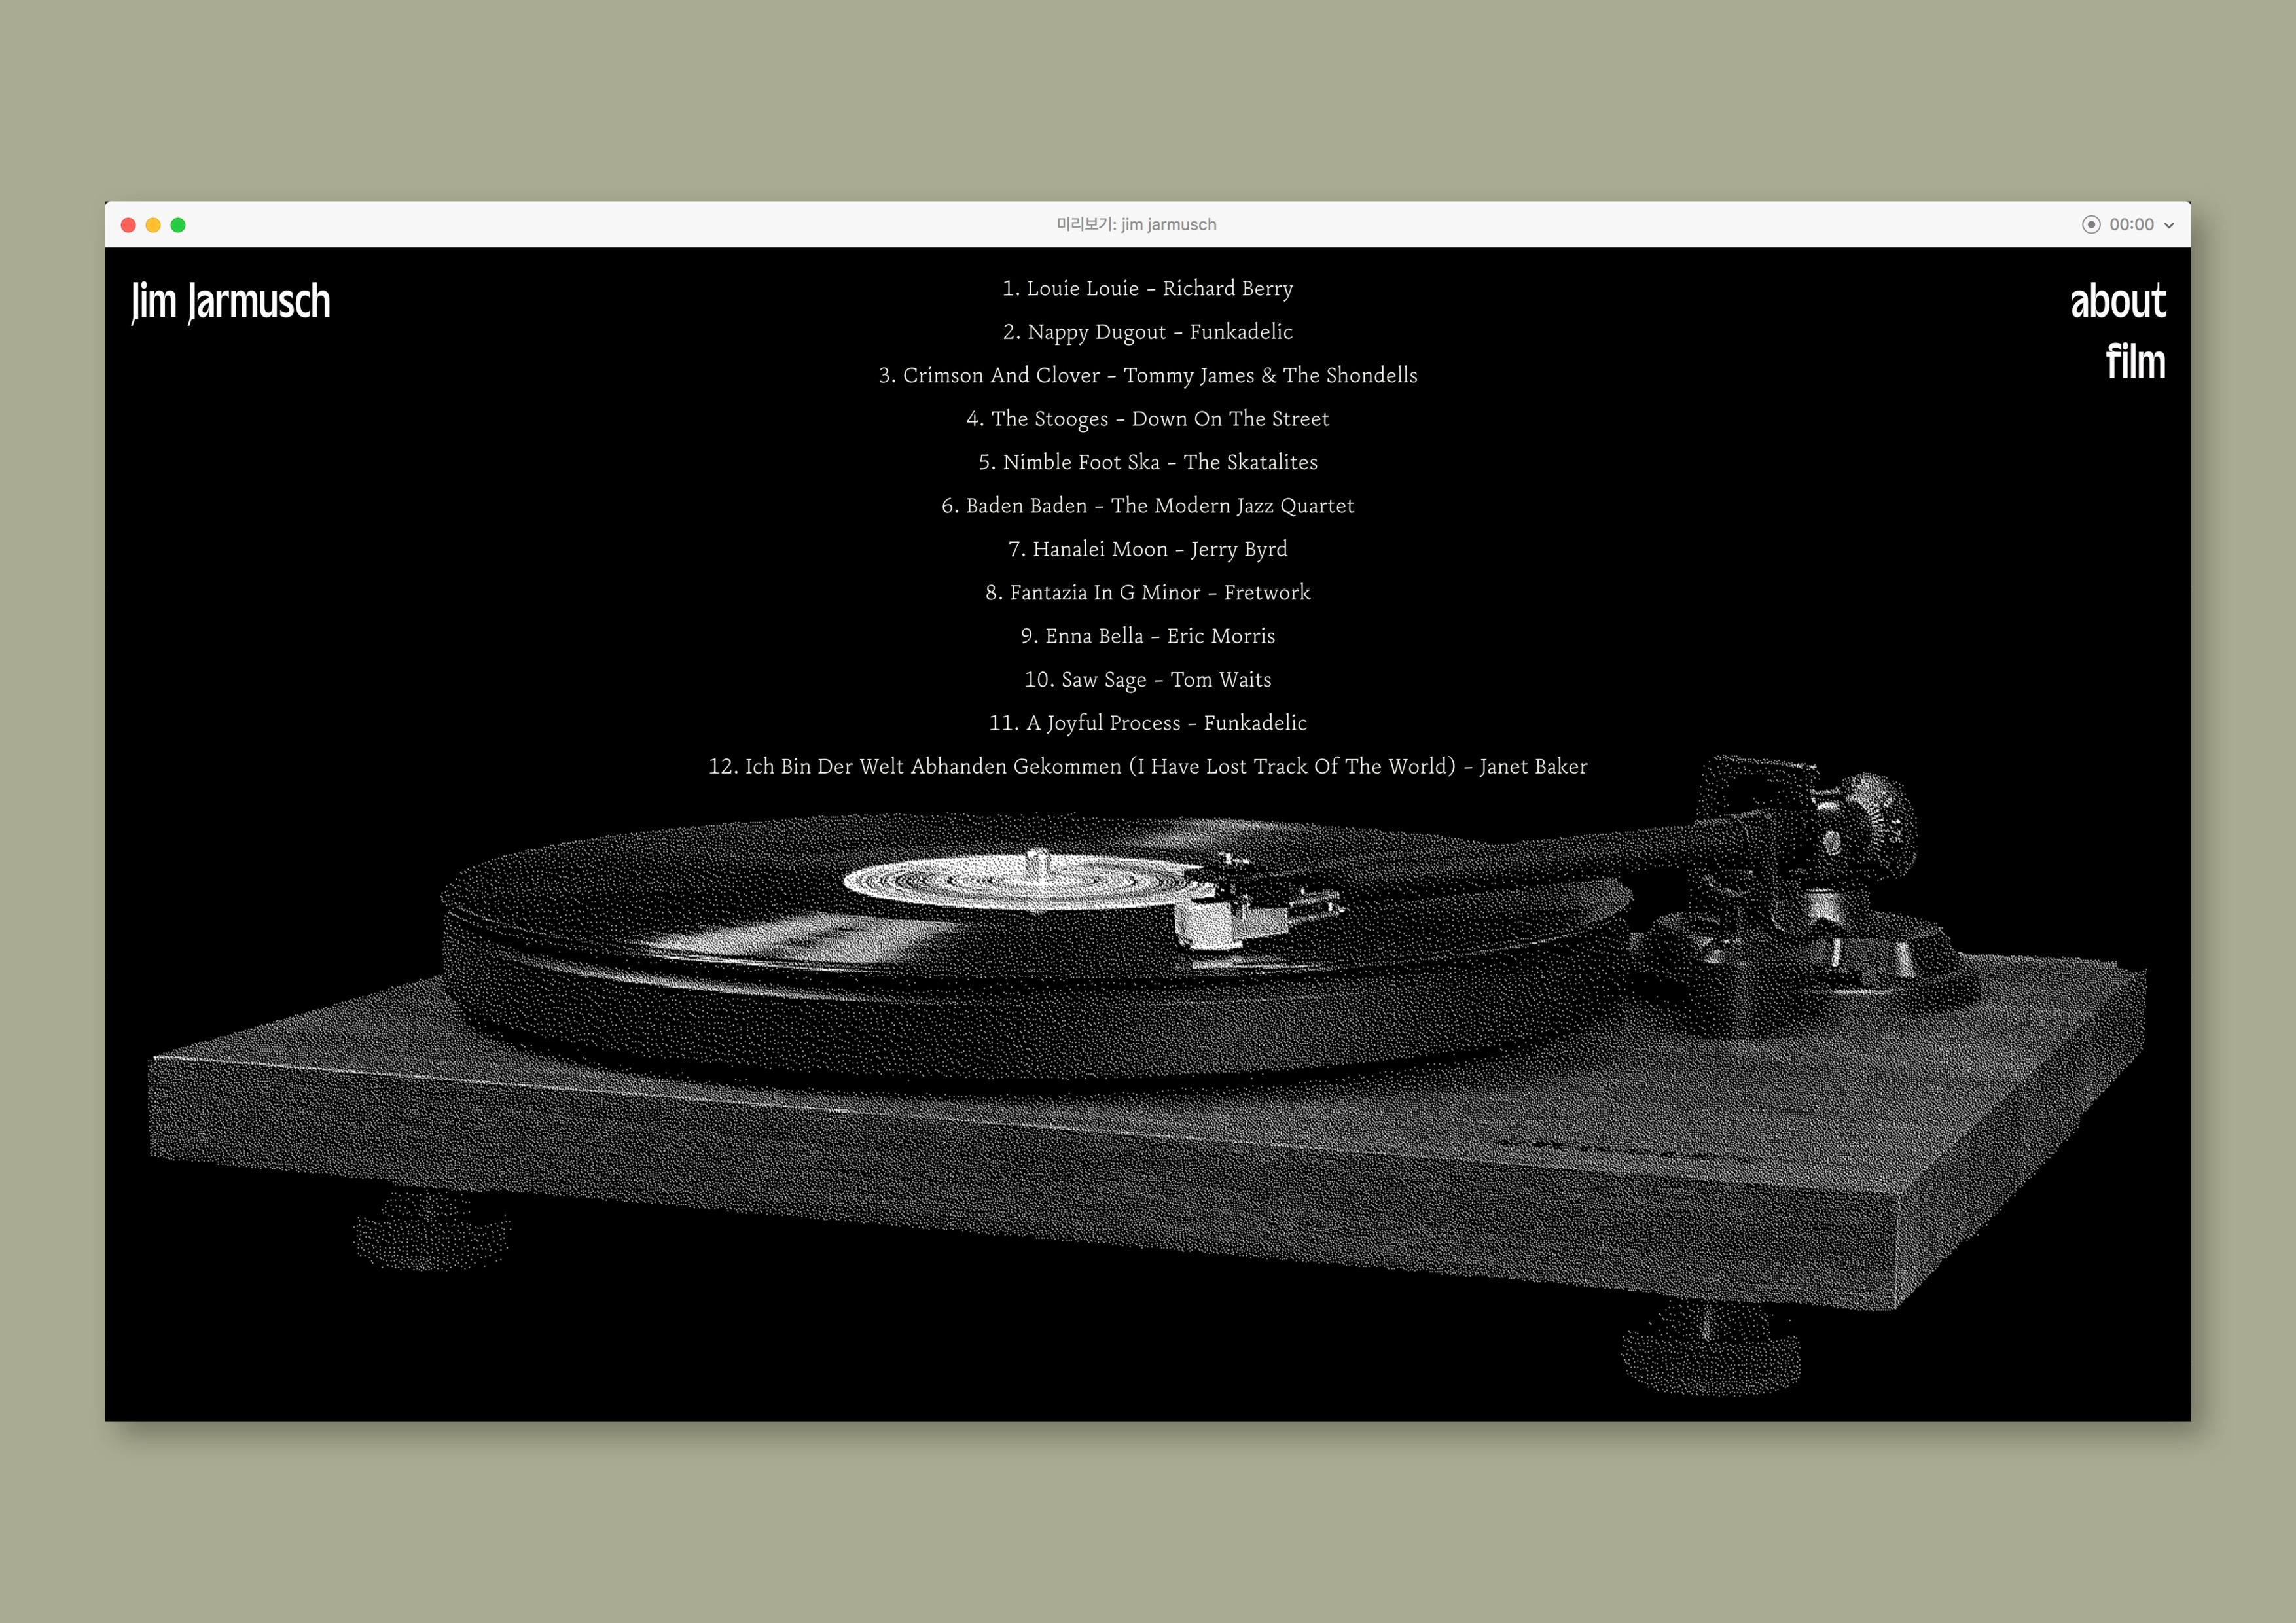 미리보기: jim jarmusch
00:00
Jim Jarmusch
about
film
1. Louie Louie – Richard Berry
2. Nappy Dugout – Funkadelic
3. Crimson And Clover – Tommy James & The Shondells
4. The Stooges – Down On The Street
5. Nimble Foot Ska – The Skatalites
6. Baden Baden – The Modern Jazz Quartet
7. Hanalei Moon – Jerry Byrd
8. Fantazia In G Minor – Fretwork
9. Enna Bella – Eric Morris
10. Saw Sage – Tom Waits
11. A Joyful Process – Funkadelic
12. Ich Bin Der Welt Abhanden Gekommen (I Have Lost Track Of The World) – Janet Baker